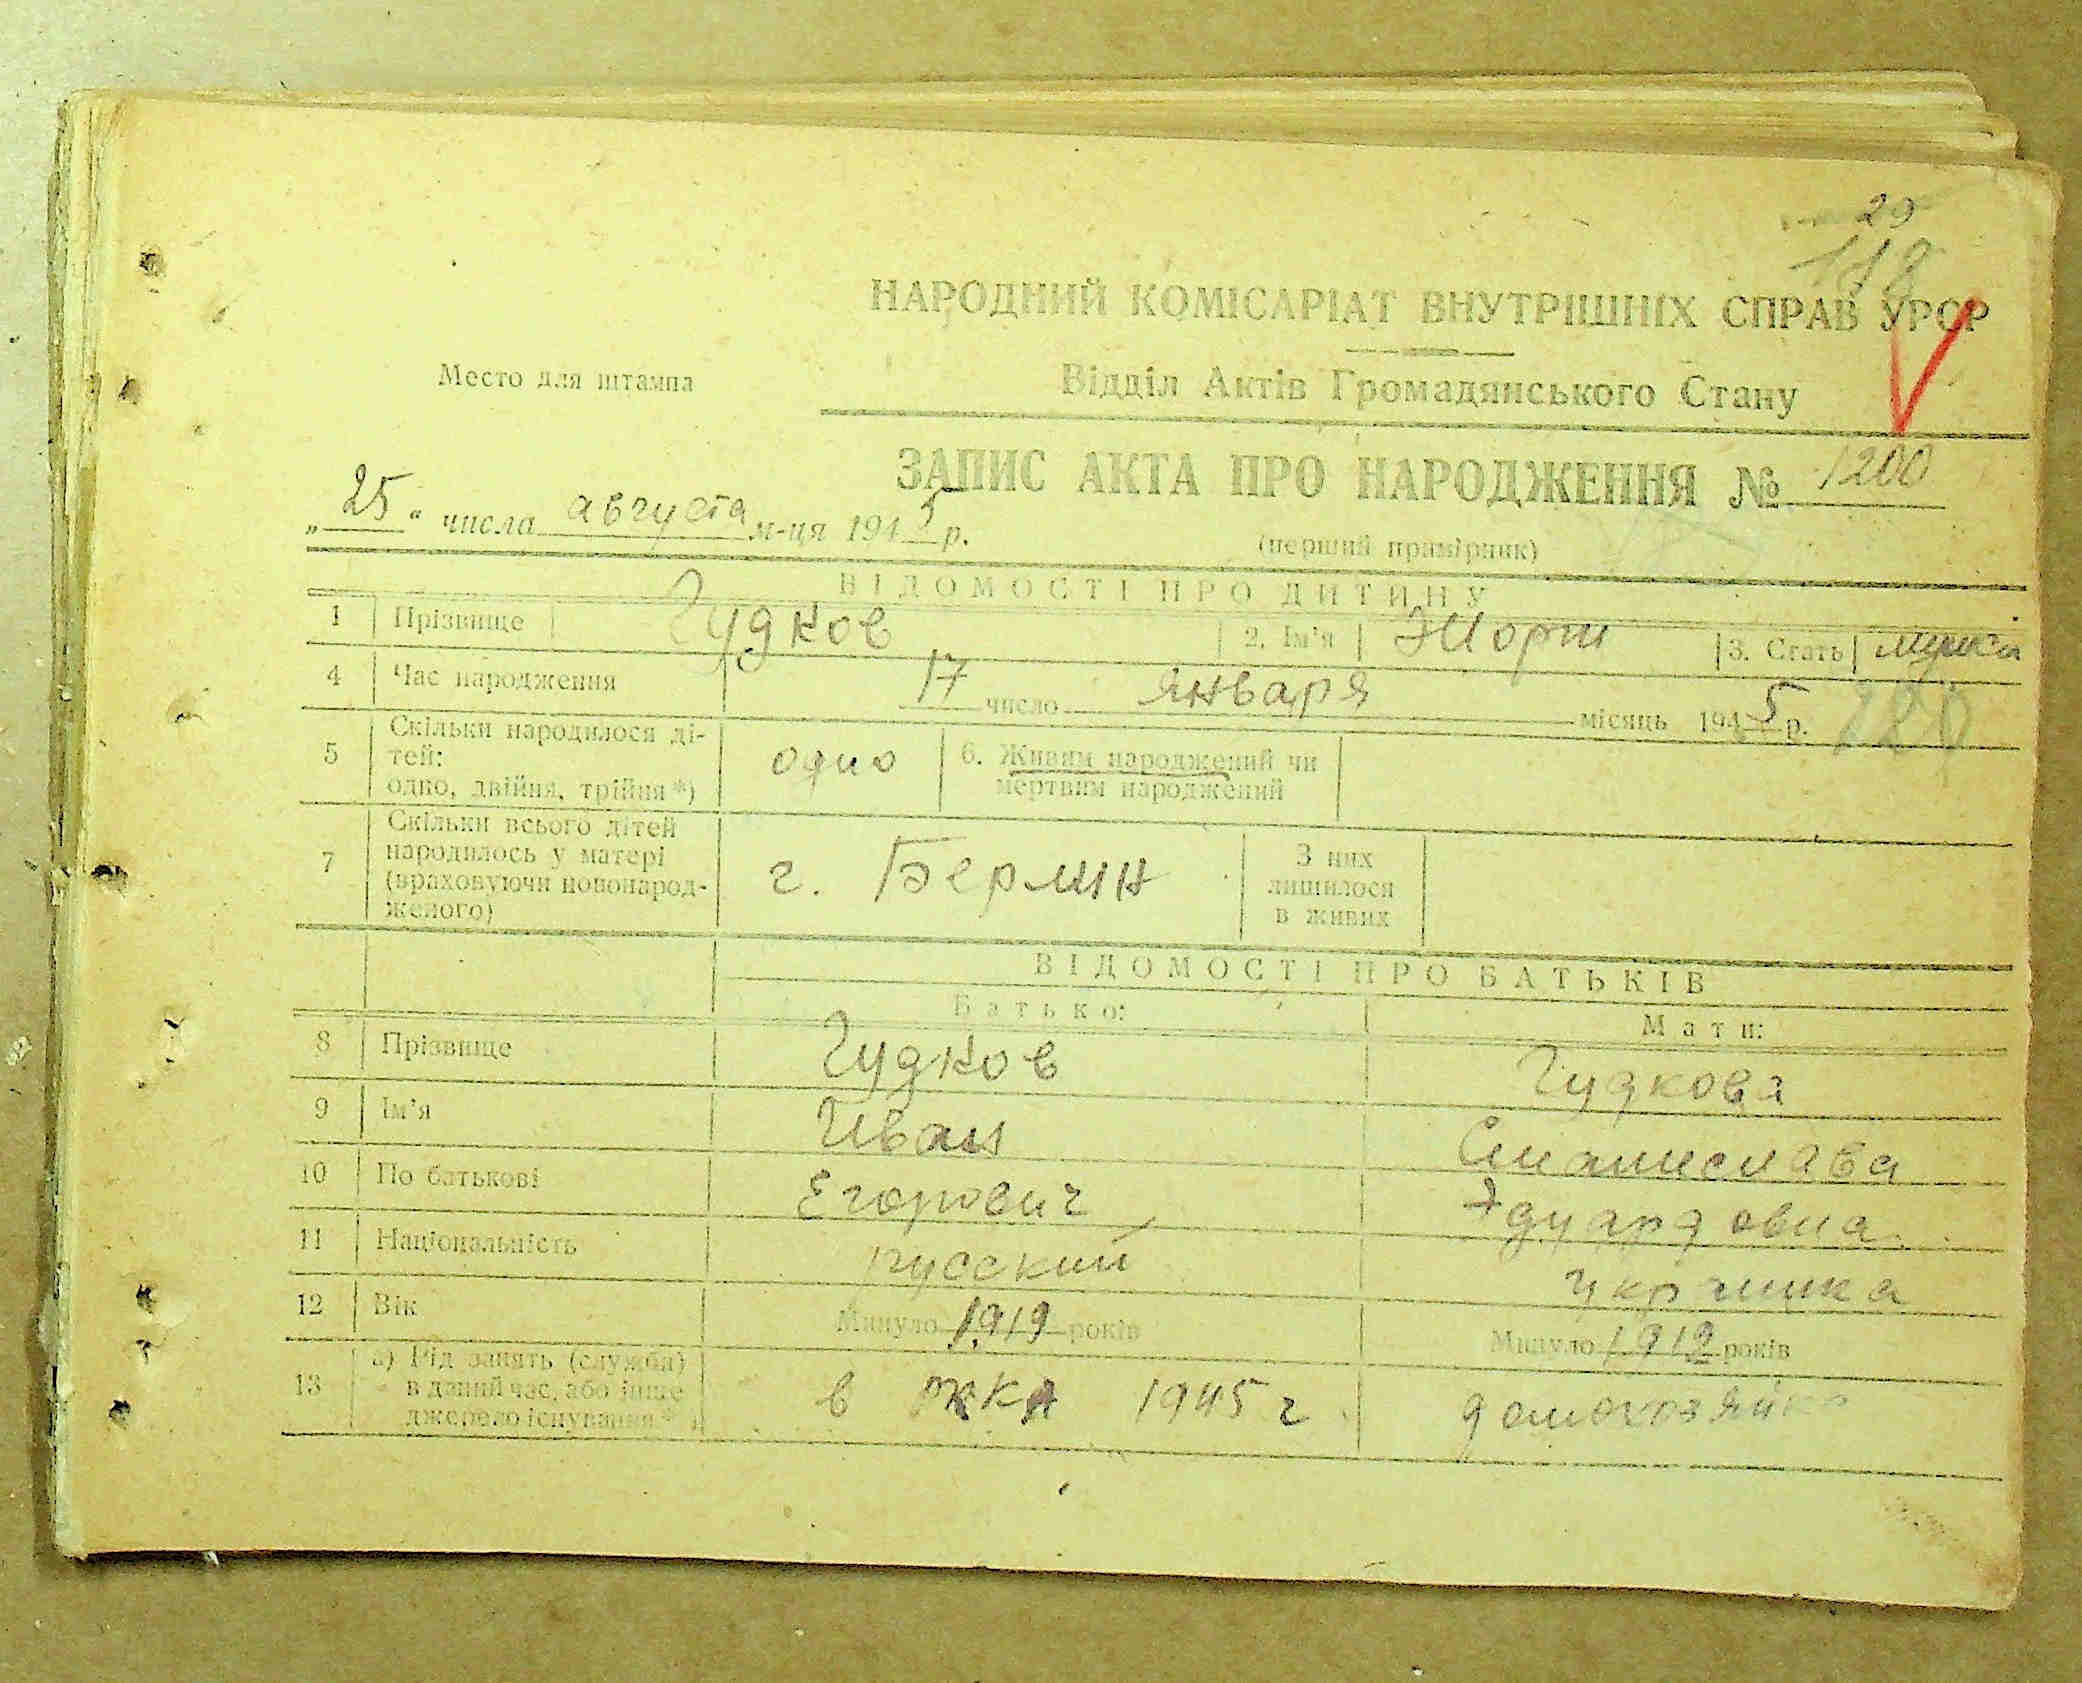 29
118
НАРОДНИЙ КОМІСАРІАТ ВНУТРІШНІХ СПРАВ УРСР
Место для штампа
Відділ Актів Громадянського Стану
ЗАПИС АКТА ПРО НАРОДЖЕННЯ № 1200
„25“ числа августа м-ця 1945 р.
(перший примірник)
ВІДОМОСТІ ПРО ДИТИНУ
1 Прізвище Гудков 2. Ім'я Жорж 3. Стать мужск
4 Час народження 17 число января місяць 1945 р.
5 Скільки народилося ді-
тей:
одно, двійня, трійня*) одно 6. Живим народжений чи
мертвим народжений
7 Скільки всього дітей
народилось у матері
(враховуючи новонарод-
женого) г. Берлин З них
лишилося
в живих
ВІДОМОСТІ ПРО БАТЬКІВ
Батько: Мати:
8 Прізвище Гудков Гудкова
9 Ім'я Иван Станислава
10 По батькові Егорович Эдуардовна
11 Національність русский украинка
12 Вік Минуло 1919 років Минуло 1919 років
13 а) Рід занять (служба)
в даний час, або інше
джерело існування* в РККА 1945 г. домохозяйка